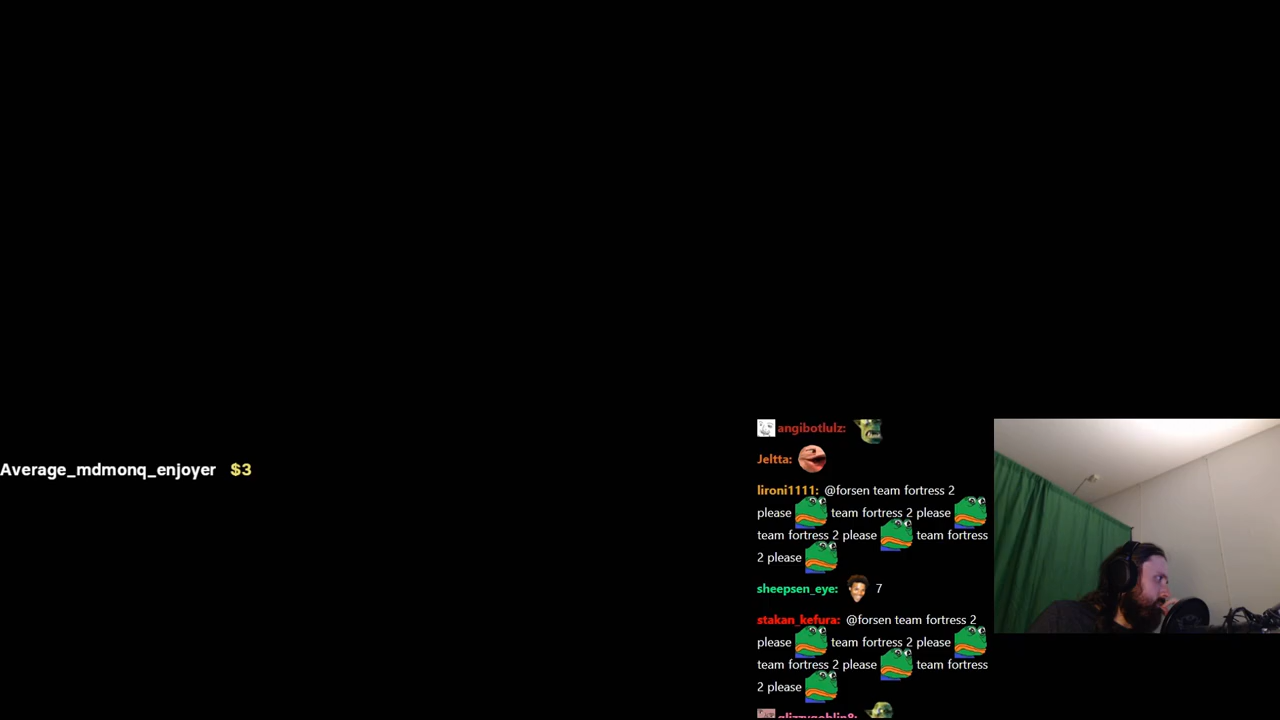 angibotlulz:
Jeltta:
lironi1111: @forsen team fortress 2
please team fortress 2 please
team fortress 2 please team fortress
2 please
Average_mdmonq_enjoyer $3
sheepsen_eye: 7
stakan_kefura: @forsen team fortress 2
please team fortress 2 please
team fortress 2 please team fortress
2 please
glizzygoblin8: